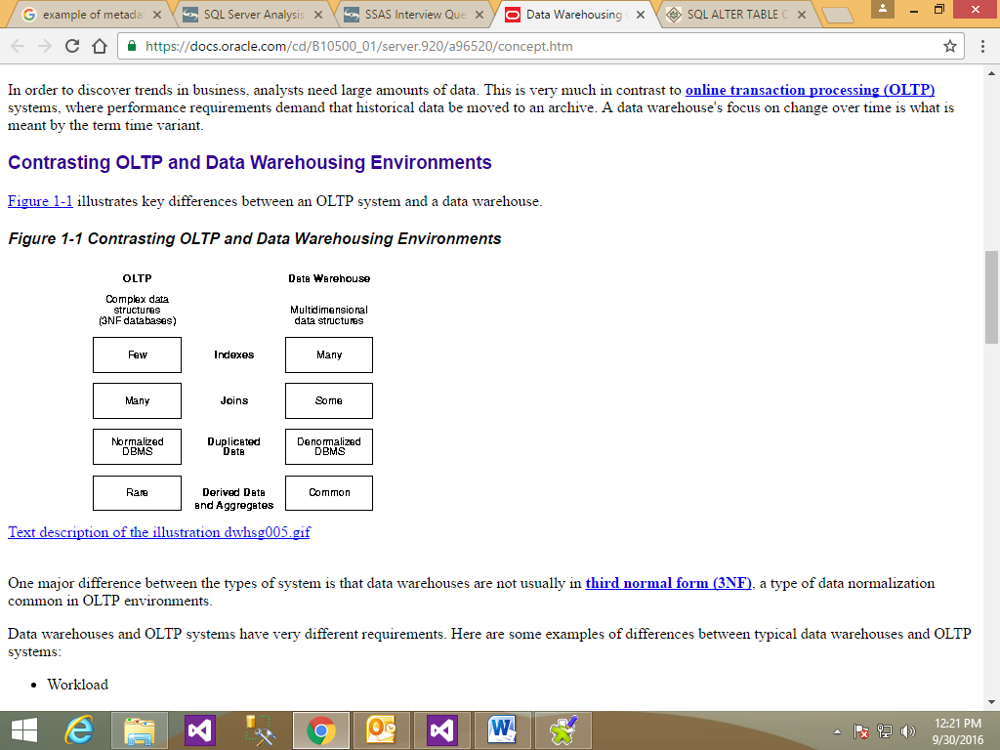 example of metada
SQL Server Analysis
SSAS Interview Que
Data Warehousing
SQL ALTER TABLE C
https://docs.oracle.com/cd/B10500_01/server.920/a96520/concept.htm
In order to discover trends in business, analysts need large amounts of data. This is very much in contrast to online transaction processing (OLTP)
systems, where performance requirements demand that historical data be moved to an archive. A data warehouse's focus on change over time is what is
meant by the term time variant.
Contrasting OLTP and Data Warehousing Environments
Figure 1-1 illustrates key differences between an OLTP system and a data warehouse.
Figure 1-1 Contrasting OLTP and Data Warehousing Environments
OLTP Data Warehouse
Complex data
structures
(3NF databases)
Multidimensional
data structures
Few Indexes Many
Many Joins Some
Normalized
DBMS
Duplicated
Data
Denormalized
DBMS
Rare
Derived Data
and Aggregates
Common
Text description of the illustration dwhsg005.gif
One major difference between the types of system is that data warehouses are not usually in third normal form (3NF), a type of data normalization
common in OLTP environments.
Data warehouses and OLTP systems have very different requirements. Here are some examples of differences between typical data warehouses and OLTP
systems:
• Workload
12:21 PM
9/30/2016